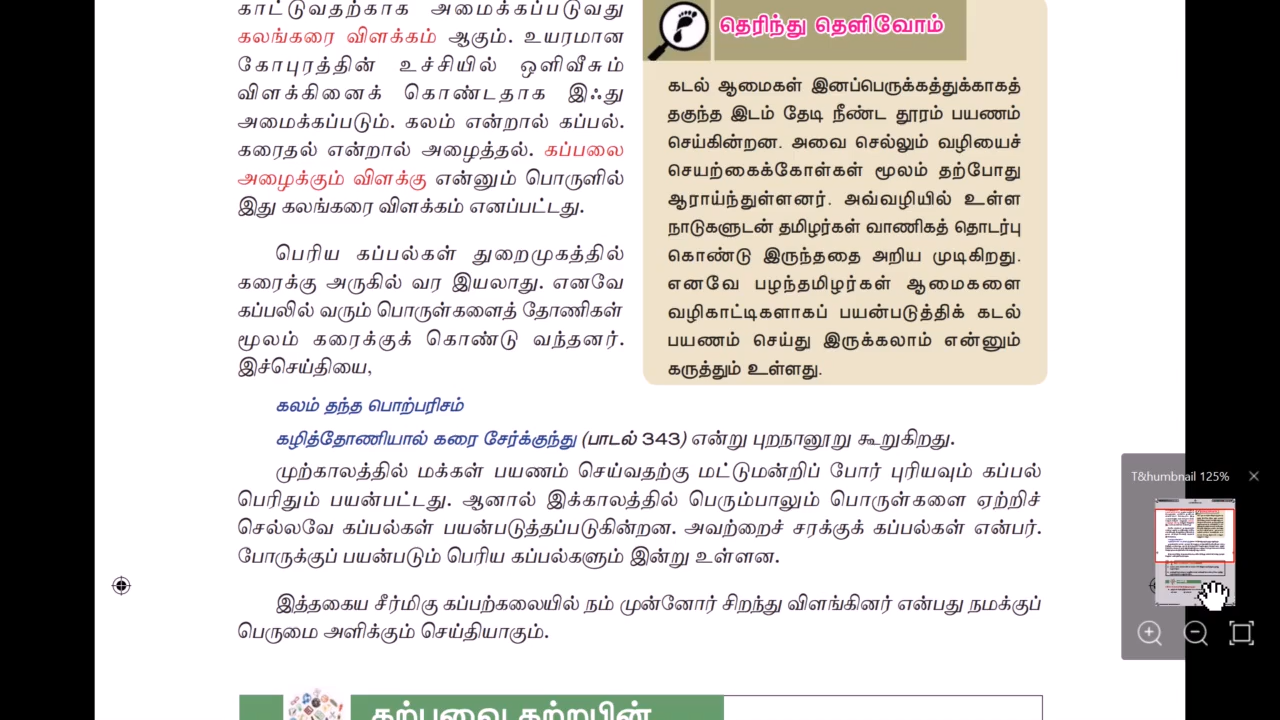 காட்டுவதற்காக அமைக்கப்படுவது
கலங்கரை விளக்கம் ஆகும். உயரமான
கோபுரத்தின் உச்சியில் ஒளிவீசும்
விளக்கினைக் கொண்டதாக இஃது
அமைக்கப்படும். கலம் என்றால் கப்பல்.
கரைதல் என்றால் அழைத்தல். கப்பலை
அழைக்கும் விளக்கு என்னும் பொருளில்
இது கலங்கரை விளக்கம் எனப்பட்டது.
பெரிய கப்பல்கள் துறைமுகத்தில்
கரைக்கு அருகில் வர இயலாது. எனவே
கப்பலில் வரும் பொருள்களைத் தோணிகள்
மூலம் கரைக்குக் கொண்டு வந்தனர்.
இச்செய்தியை,
தெரிந்து தெளிவோம்
கடல் ஆமைகள் இனப்பெருக்கத்துக்காகத்
தகுந்த இடம் தேடி நீண்ட தூரம் பயணம்
செய்கின்றன. அவை செல்லும் வழியைச்
செயற்கைக்கோள்கள் மூலம் தற்போது
ஆராய்ந்துள்ளனர். அவ்வழியில் உள்ள
நாடுகளுடன் தமிழர்கள் வாணிகத் தொடர்பு
கொண்டு இருந்ததை அறிய முடிகிறது.
எனவே பழந்தமிழர்கள் ஆமைகளை
வழிகாட்டிகளாகப் பயன்படுத்திக் கடல்
பயணம் செய்து இருக்கலாம் என்னும்
கருத்தும் உள்ளது.
கலம் தந்த பொற்பரிசம்
கழித்தோணியால் கரை சேர்க்குந்து (பாடல் 343) என்று புறநானூறு கூறுகிறது.
முற்காலத்தில் மக்கள் பயணம் செய்வதற்கு மட்டுமன்றிப் போர் புரியவும் கப்பல்
பெரிதும் பயன்பட்டது. ஆனால் இக்காலத்தில் பெரும்பாலும் பொருள்களை ஏற்றிச்
செல்லவே கப்பல்கள் பயன்படுத்தப்படுகின்றன. அவற்றைச் சரக்குக் கப்பல்கள் என்பர்.
போருக்குப் பயன்படும் பெரிய கப்பல்களும் இன்று உள்ளன.
இத்தகைய சீர்மிகு கப்பற்கலையில் நம் முன்னோர் சிறந்து விளங்கினர் என்பது நமக்குப்
பெருமை அளிக்கும் செய்தியாகும்.
கற்பவை கற்றபின்
T&humbnail 125%